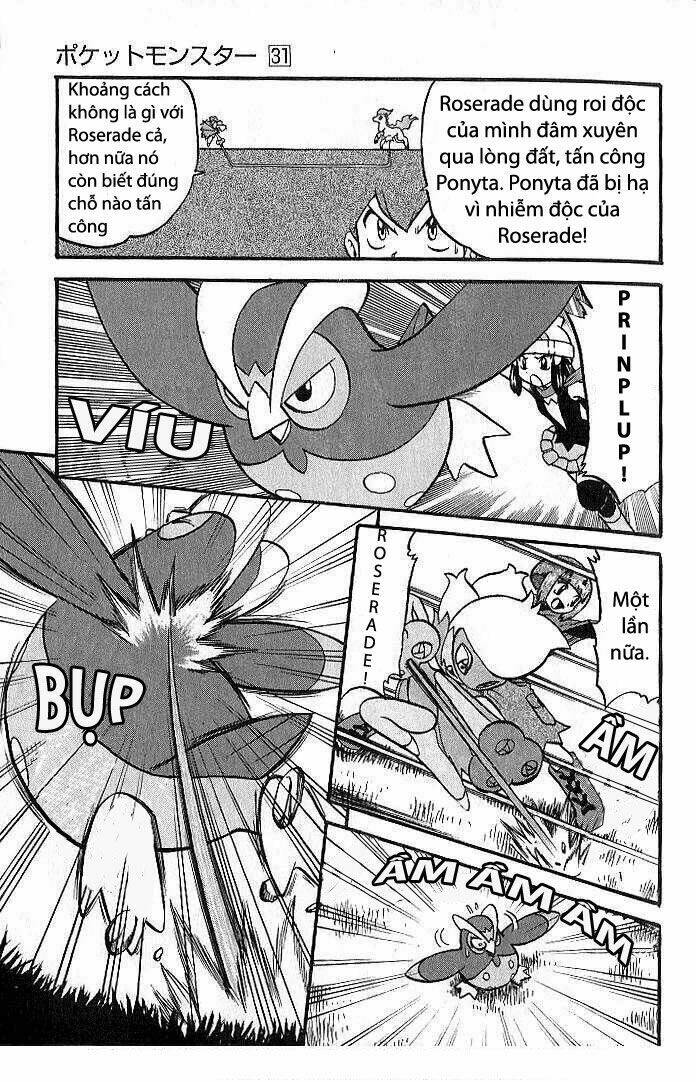 ポケットモンスター 31
Roserade dùng roi độc
của mình đâm xuyên
qua lòng đất, tấn công
Ponyta. Ponyta đã bị hạ
vì nhiễm độc của
Roserade!
Khoảng cách
không là gì với
Roserade cả,
hơn nữa nó
còn biết đúng
chỗ nào tấn
công
PRINPLUP!
VÍU
Một
lần
nữa.
ROSERADE!
ẦM
BỤP
ẦM ẦM ẦM